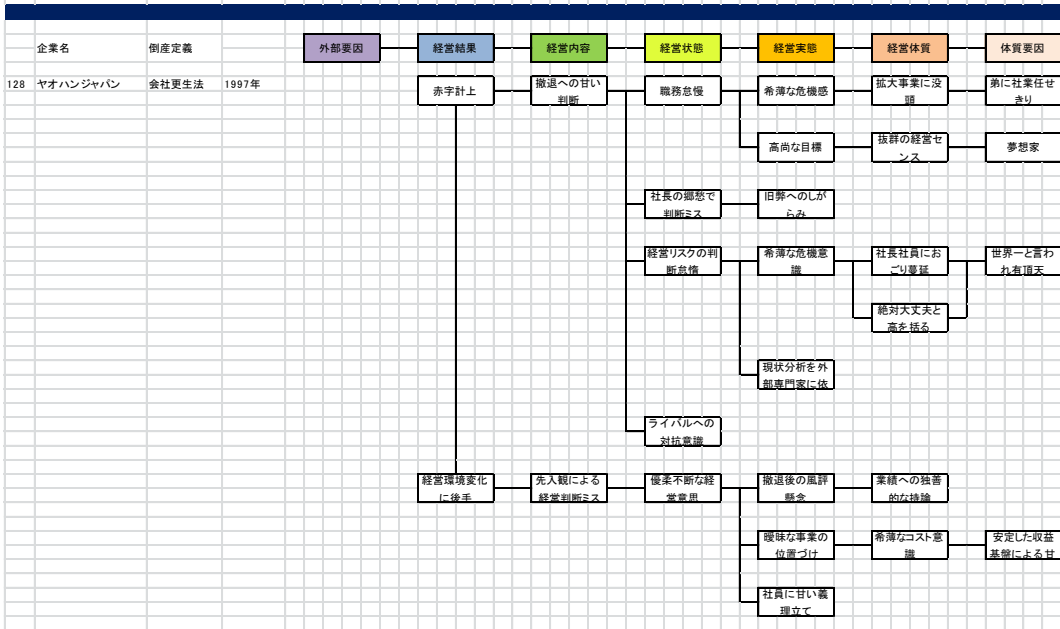 企業名 倒産定義 外部要因 経営結果 経営内容 経営状態 経営実態 経営体質 体質要因
128 ヤオハンジャパン 会社更生法 1997年
赤字計上
撤退への甘い
判断
職務怠慢
希薄な危機感
拡大事業に没
頭
弟に社業任せ
きり
高尚な目標
抜群の経営セ
ンス
夢想家
社長の郷愁で
判断ミス
旧弊へのしが
らみ
経営リスクの判
断怠惰
希薄な危機意
識
社長社員にお
ごり蔓延
世界一と言わ
れ有頂天
絶対大丈夫と
高を括る
現状分析を外
部専門家に依
ライバルへの
対抗意識
経営環境変化
に後手
先入観による
経営判断ミス
優柔不断な経
営意思
撤退後の風評
懸念
業績への独善
的な持論
曖昧な事業の
位置づけ
希薄なコスト意
識
安定した収益
基盤による甘
社員に甘い義
理立て